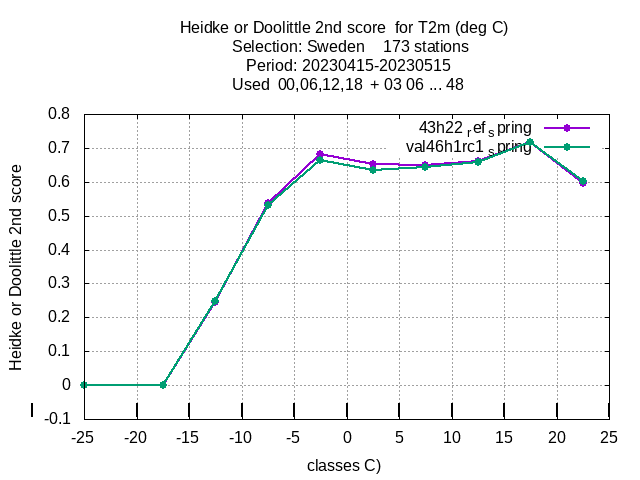 Heidke or Doolittle 2nd score  for T2m (deg C)
Selection: Sweden    173 stations
Period: 20230415-20230515
Used  00,06,12,18  + 03 06 ... 48
0.8
0.7
0.6
0.5
0.4
0.3
0.2
0.1
0
-0.1
Heidke or Doolittle 2nd score
43h22 ref spring
val46h1rc1 spring
-25 -20 -15 -10 -5 0 5 10 15 20 25
classes C)